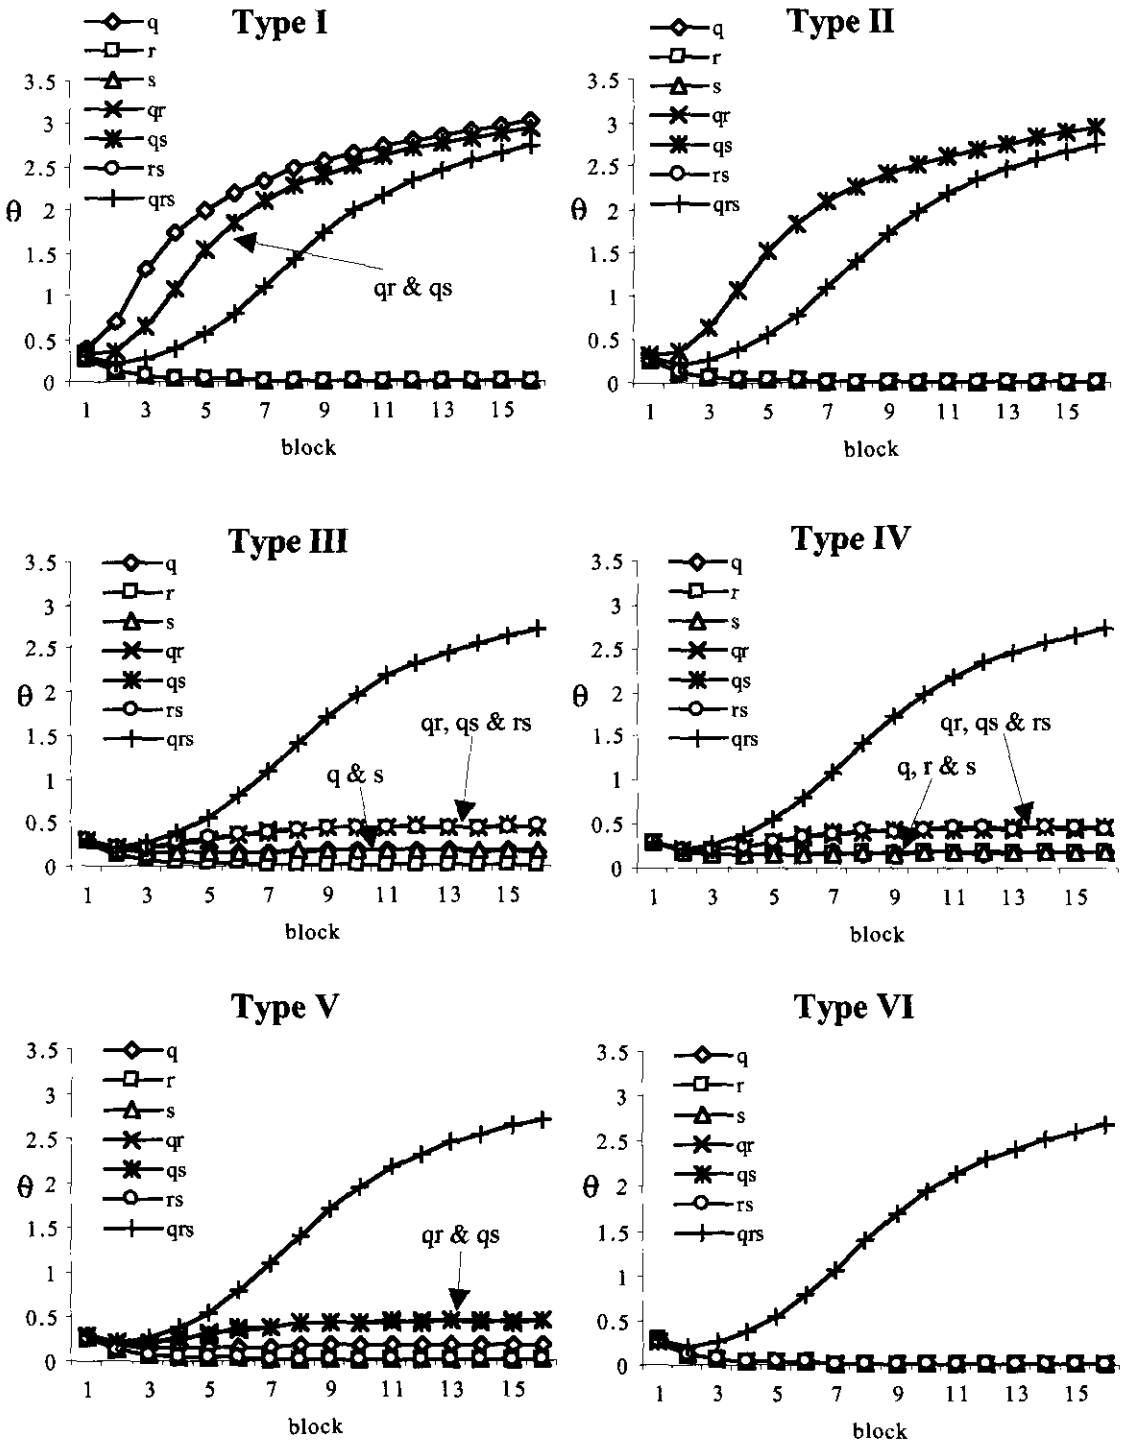 Type I
q
r
s
qr
qs
rs
qrs
3.5
3
2.5
2
1.5
1
0.5
0
θ
qr & qs
1 3 5 7 9 11 13 15
block
Type II
q
r
s
qr
qs
rs
qrs
3.5
3
2.5
2
1.5
1
0.5
0
θ
1 3 5 7 9 11 13 15
block
Type III
q
r
s
qr
qs
rs
qrs
3.5
3
2.5
2
1.5
1
0.5
0
θ
qr, qs & rs
q & s
1 3 5 7 9 11 13 15
block
Type IV
q
r
s
qr
qs
rs
qrs
3.5
3
2.5
2
1.5
1
0.5
0
θ
qr, qs & rs
q, r & s
1 3 5 7 9 11 13 15
block
Type V
q
r
s
qr
qs
rs
qrs
3.5
3
2.5
2
1.5
1
0.5
0
θ
qr & qs
1 3 5 7 9 11 13 15
block
Type VI
q
r
s
qr
qs
rs
qrs
3.5
3
2.5
2
1.5
1
0.5
0
θ
1 3 5 7 9 11 13 15
block